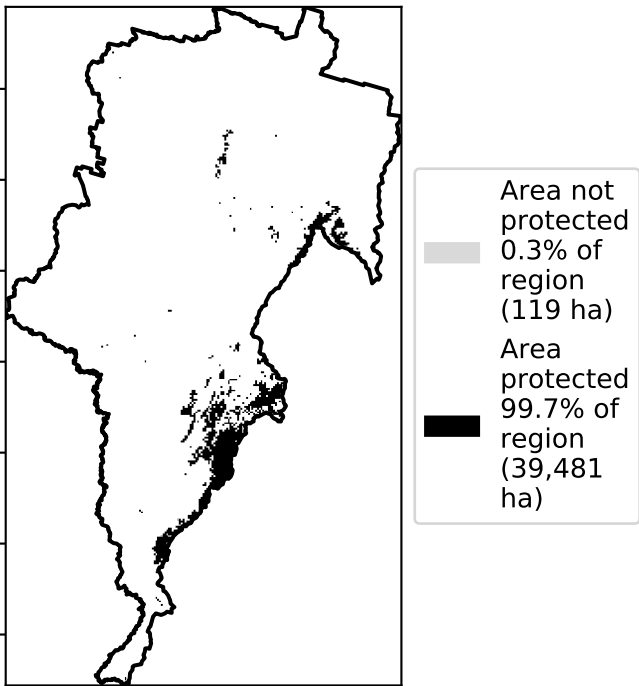 Area not
protected
0.3% of
region
(119 ha)
Area
protected
99.7% of
region
(39,481
ha)